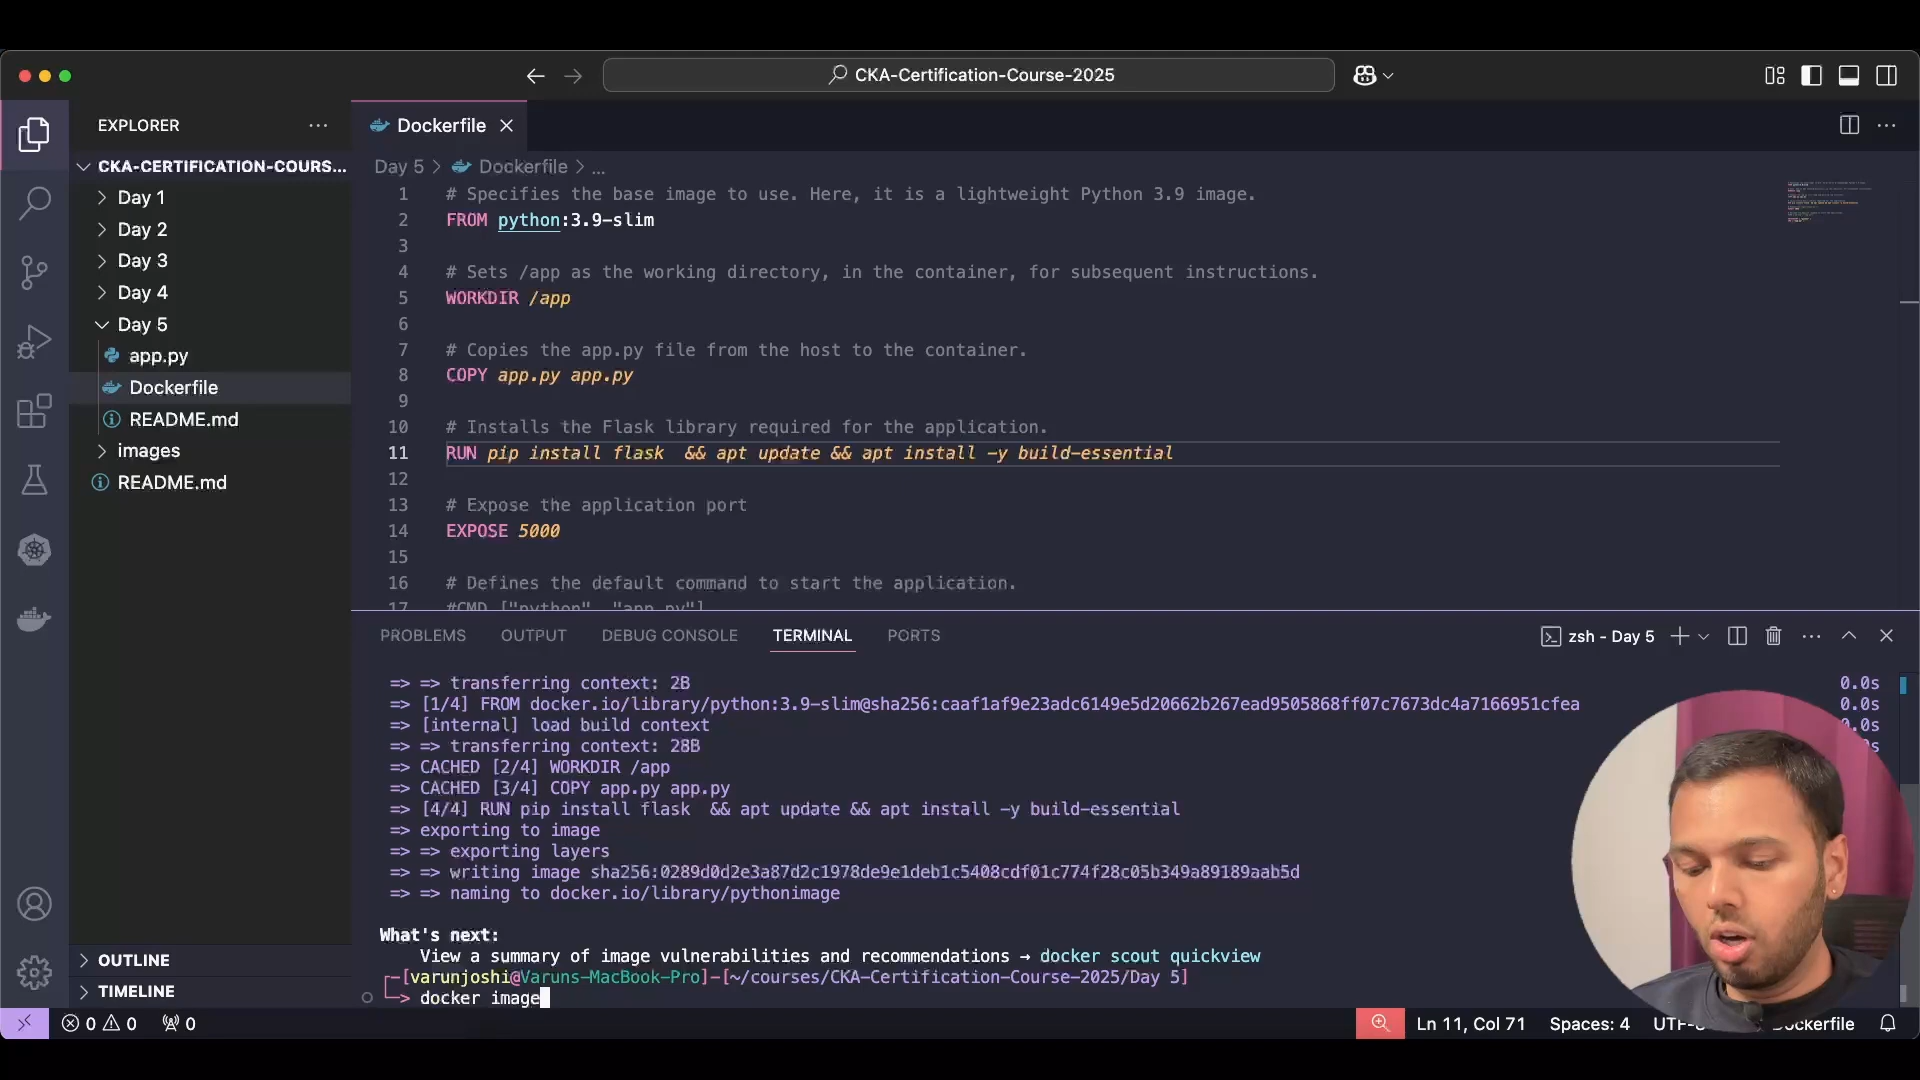 CKA-Certification-Course-2025
EXPLORER
CKA-CERTIFICATION-COURS...
Day 1
Day 2
Day 3
Day 4
Day 5
app.py
Dockerfile
README.md
images
README.md
OUTLINE
TIMELINE
Dockerfile
Day 5 > Dockerfile > ...
1 # Specifies the base image to use. Here, it is a lightweight Python 3.9 image.
2 FROM python:3.9-slim
3
4 # Sets /app as the working directory, in the container, for subsequent instructions.
5 WORKDIR /app
6
7 # Copies the app.py file from the host to the container.
8 COPY app.py app.py
9
10 # Installs the Flask library required for the application.
11 RUN pip install flask  && apt update && apt install -y build-essential
12
13 # Expose the application port
14 EXPOSE 5000
15
16 # Defines the default command to start the application.
17 #CMD ["python", "app.py"]
PROBLEMS OUTPUT DEBUG CONSOLE TERMINAL PORTS
zsh - Day 5
=> => transferring context: 2B 0.0s
=> [1/4] FROM docker.io/library/python:3.9-slim@sha256:caaf1af9e23adc6149e5d20662b267ead9505868ff07c7673dc4a7166951cfea 0.0s
=> [internal] load build context
=> => transferring context: 28B
=> CACHED [2/4] WORKDIR /app
=> CACHED [3/4] COPY app.py app.py
=> [4/4] RUN pip install flask  && apt update && apt install -y build-essential
=> exporting to image
=> => exporting layers
=> => writing image sha256:0289d0d2e3a87d2c1978de9e1deb1c5408cdf01c774f28c05b349a89189aab5d
=> => naming to docker.io/library/pythonimage
What's next:
View a summary of image vulnerabilities and recommendations → docker scout quickview
[varunjoshi@Varuns-MacBook-Pro]-[~/courses/CKA-Certification-Course-2025/Day 5]
> docker image
0 0 0 Ln 11, Col 71 Spaces: 4